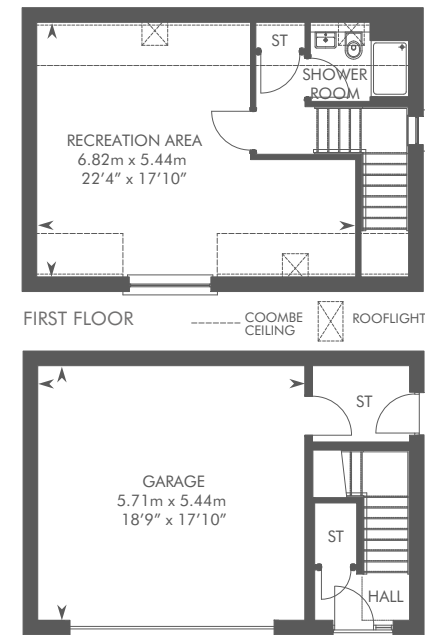 ST
SHOWER
ROOM
RECREATION AREA
6.82m x 5.44m
22’4” x 17’10”
FIRST FLOOR
COOMBE
CEILING
ROOFLIGHT
ST
GARAGE
5.71m x 5.44m
18’9” x 17’10”
ST
HALL